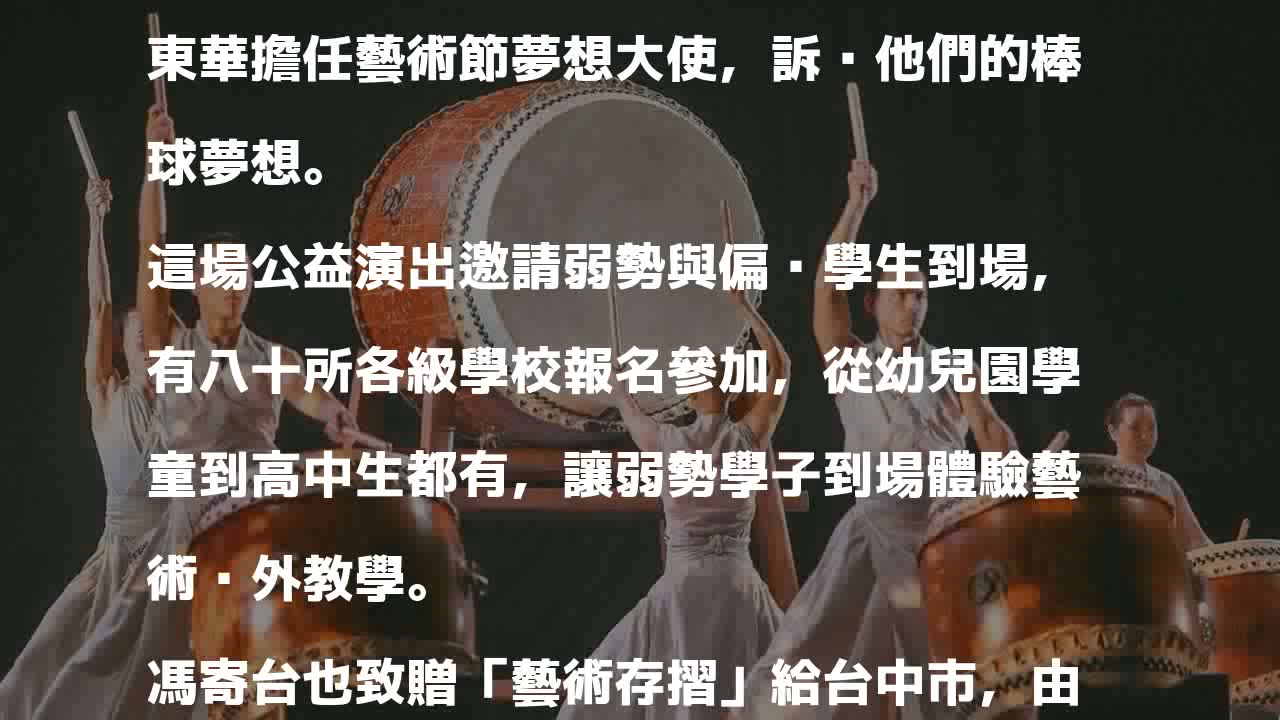 東華擔任藝術節夢想大使，訴▪他們的棒
球夢想。
這場公益演出邀請弱勢與偏▪學生到場，
有八十所各級學校報名參加，從幼兒園學
童到高中生都有，讓弱勢學子到場體驗藝
術▪外教學。
馮寄台也致贈「藝術存摺」給台中市，由